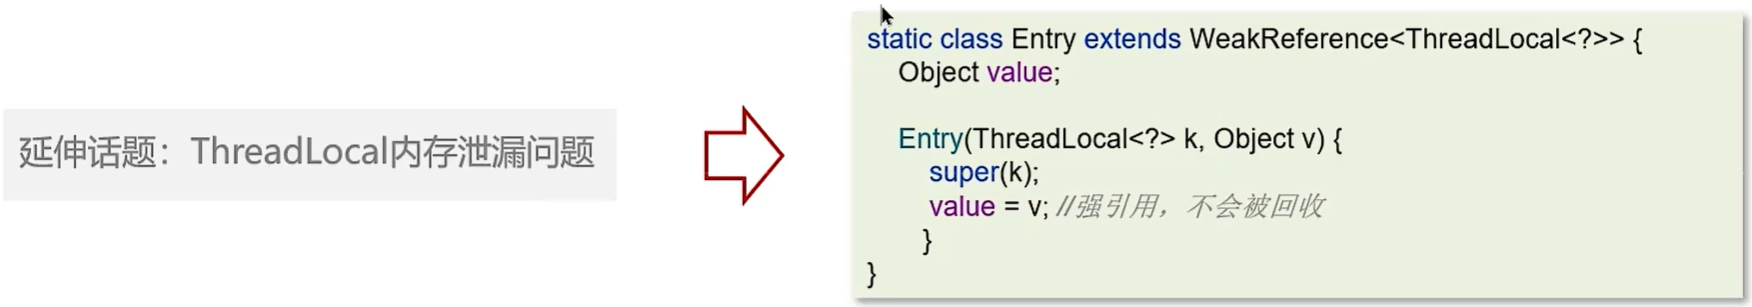 延伸话题：ThreadLocal内存泄漏问题
static class Entry extends WeakReference<ThreadLocal<?>> {
Object value;
Entry(ThreadLocal<?> k, Object v) {
super(k);
value = v; //强引用，不会被回收
}
}